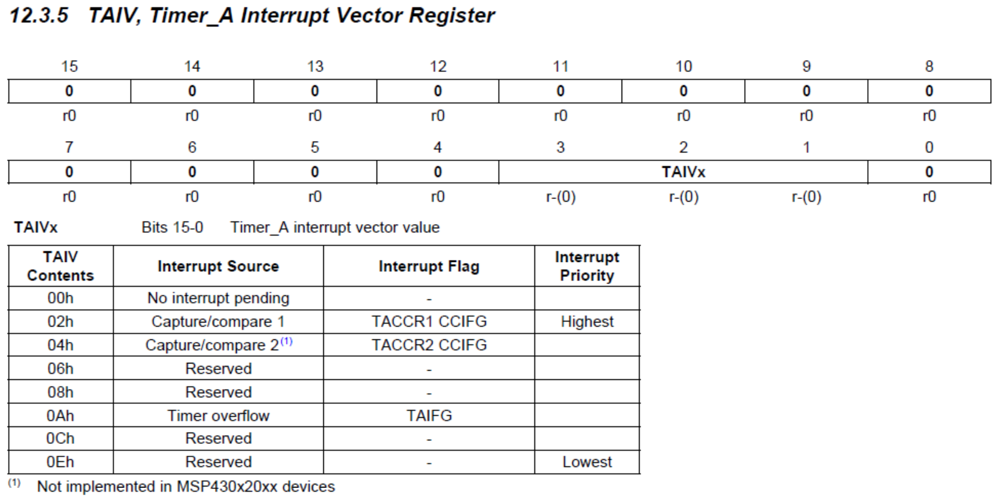 12.3.5 TAIV, Timer_A Interrupt Vector Register
15 14 13 12 11 10 9 8
0 0 0 0 0 0 0 0
r0 r0 r0 r0 r0 r0 r0 r0
7 6 5 4 3 2 1 0
0 0 0 0 TAIVx 0
r0 r0 r0 r0 r-(0) r-(0) r-(0) r0
TAIVx Bits 15-0 Timer_A interrupt vector value
TAIV Contents Interrupt Source Interrupt Flag Interrupt Priority
00h No interrupt pending -
02h Capture/compare 1 TACCR1 CCIFG Highest
04h Capture/compare 2(1) TACCR2 CCIFG
06h Reserved -
08h Reserved -
0Ah Timer overflow TAIFG
0Ch Reserved -
0Eh Reserved - Lowest
(1) Not implemented in MSP430x20xx devices